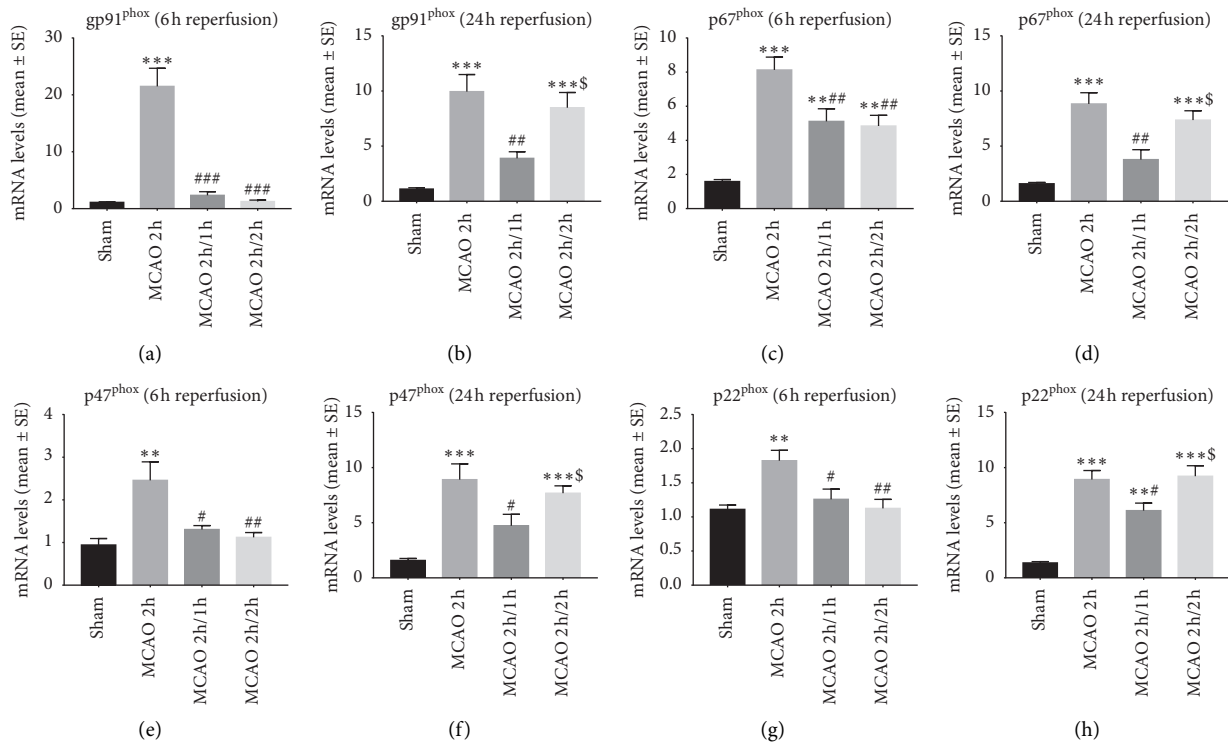 gp91phox (6h reperfusion)
mRNA levels (mean ± SE)
30
20
10
0
***
###
###
Sham
MCAO 2h
MCAO 2h/1h
MCAO 2h/2h
(a)
gp91phox (24h reperfusion)
mRNA levels (mean ± SE)
15
10
5
0
***
##
***$
Sham
MCAO 2h
MCAO 2h/1h
MCAO 2h/2h
(b)
p67phox (6h reperfusion)
mRNA levels (mean ± SE)
10
8
6
4
2
0
***
**##
**##
Sham
MCAO 2h
MCAO 2h/1h
MCAO 2h/2h
(c)
p67phox (24h reperfusion)
mRNA levels (mean ± SE)
15
10
5
0
***
##
***$
Sham
MCAO 2h
MCAO 2h/1h
MCAO 2h/2h
(d)
p47phox (6h reperfusion)
mRNA levels (mean ± SE)
4
3
2
1
0
**
#
##
Sham
MCAO 2h
MCAO 2h/1h
MCAO 2h/2h
(e)
p47phox (24h reperfusion)
mRNA levels (mean ± SE)
15
10
5
0
***
#
***$
Sham
MCAO 2h
MCAO 2h/1h
MCAO 2h/2h
(f)
p22phox (6h reperfusion)
mRNA levels (mean ± SE)
2.5
2.0
1.5
1.0
0.5
0.0
**
#
##
Sham
MCAO 2h
MCAO 2h/1h
MCAO 2h/2h
(g)
p22phox (24h reperfusion)
mRNA levels (mean ± SE)
15
10
5
0
***
**#
***$
Sham
MCAO 2h
MCAO 2h/1h
MCAO 2h/2h
(h)